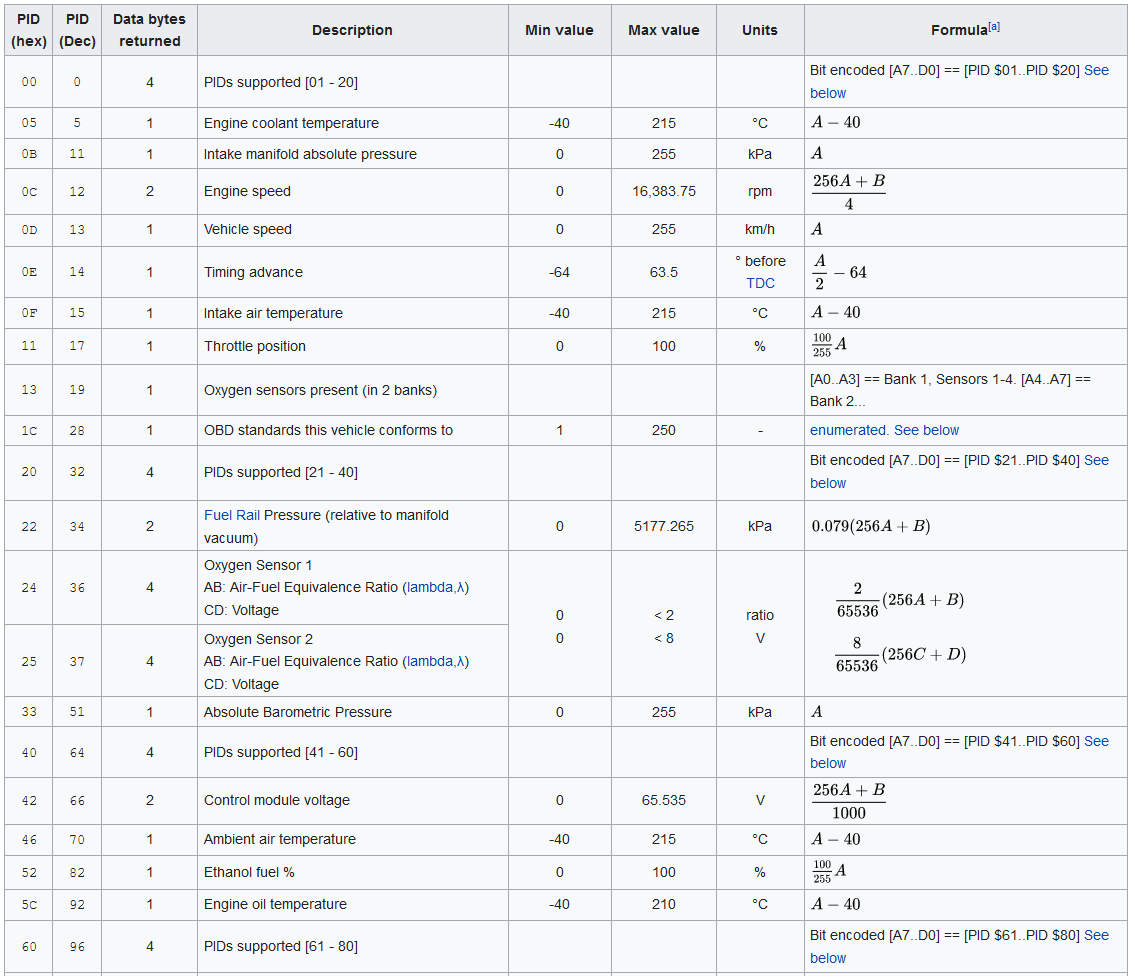 PID (hex) PID (Dec) Data bytes returned Description Min value Max value Units Formula[a]
00 0 4 PIDs supported [01 - 20] Bit encoded [A7..D0] == [PID $01..PID $20] See below
05 5 1 Engine coolant temperature -40 215 °C A − 40
0B 11 1 Intake manifold absolute pressure 0 255 kPa A
0C 12 2 Engine speed 0 16,383.75 rpm (256A + B)/4
0D 13 1 Vehicle speed 0 255 km/h A
0E 14 1 Timing advance -64 63.5 ° before TDC A/2 − 64
0F 15 1 Intake air temperature -40 215 °C A − 40
11 17 1 Throttle position 0 100 % 100/255 A
13 19 1 Oxygen sensors present (in 2 banks) [A0..A3] == Bank 1, Sensors 1-4. [A4..A7] == Bank 2...
1C 28 1 OBD standards this vehicle conforms to 1 250 - enumerated. See below
20 32 4 PIDs supported [21 - 40] Bit encoded [A7..D0] == [PID $21..PID $40] See below
22 34 2 Fuel Rail Pressure (relative to manifold vacuum) 0 5177.265 kPa 0.079(256A + B)
24 36 4 Oxygen Sensor 1
AB: Air-Fuel Equivalence Ratio (lambda,λ)
CD: Voltage
25 37 4 Oxygen Sensor 2
AB: Air-Fuel Equivalence Ratio (lambda,λ)
CD: Voltage
0 < 2 ratio 2/65536 (256A + B)
0 < 8 V 8/65536 (256C + D)
33 51 1 Absolute Barometric Pressure 0 255 kPa A
40 64 4 PIDs supported [41 - 60] Bit encoded [A7..D0] == [PID $41..PID $60] See below
42 66 2 Control module voltage 0 65.535 V (256A + B)/1000
46 70 1 Ambient air temperature -40 215 °C A − 40
52 82 1 Ethanol fuel % 0 100 % 100/255 A
5C 92 1 Engine oil temperature -40 210 °C A − 40
60 96 4 PIDs supported [61 - 80] Bit encoded [A7..D0] == [PID $61..PID $80] See below